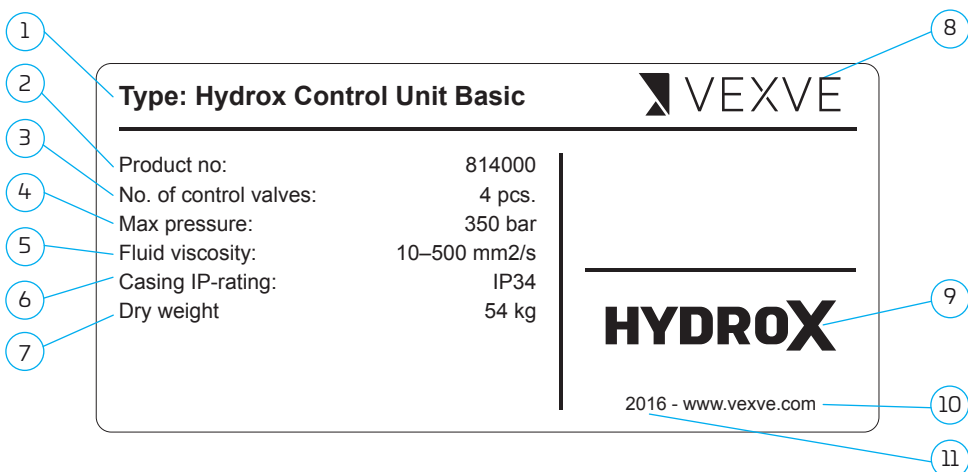 1
8
2
Type: Hydrox Control Unit Basic
VEXVE
3
Product no: 814000
No. of control valves: 4 pcs.
4
Max pressure: 350 bar
5
Fluid viscosity: 10–500 mm2/s
6
Casing IP-rating: IP34
9
7
Dry weight 54 kg
HYDROX
2016 - www.vexve.com
10
11